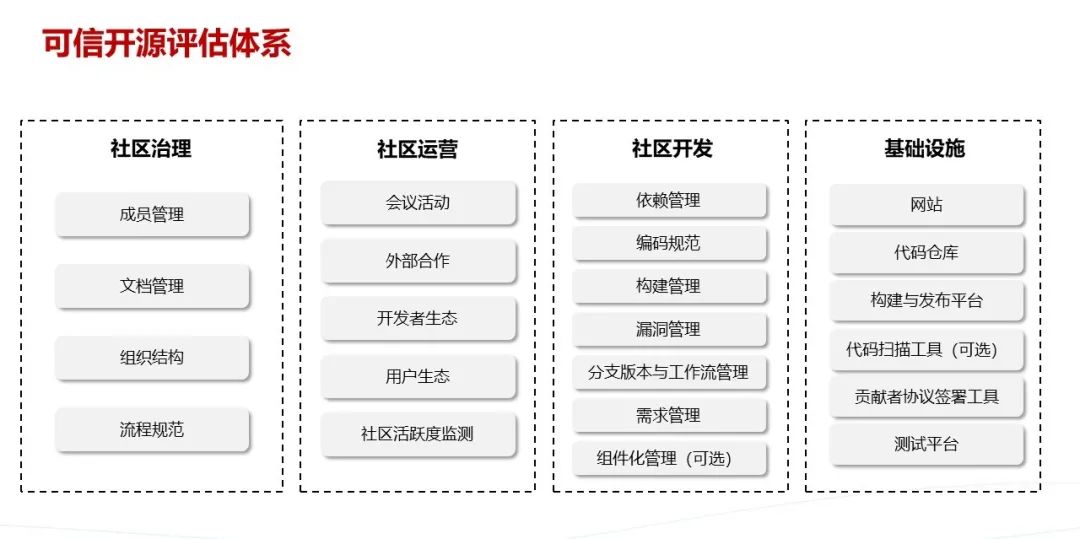 可信开源评估体系
社区治理
成员管理
文档管理
组织结构
流程规范
社区运营
会议活动
外部合作
开发者生态
用户生态
社区活跃度监测
社区开发
依赖管理
编码规范
构建管理
漏洞管理
分支版本与工作流管理
需求管理
组件化管理（可选）
基础设施
网站
代码仓库
构建与发布平台
代码扫描工具（可选）
贡献者协议签署工具
测试平台